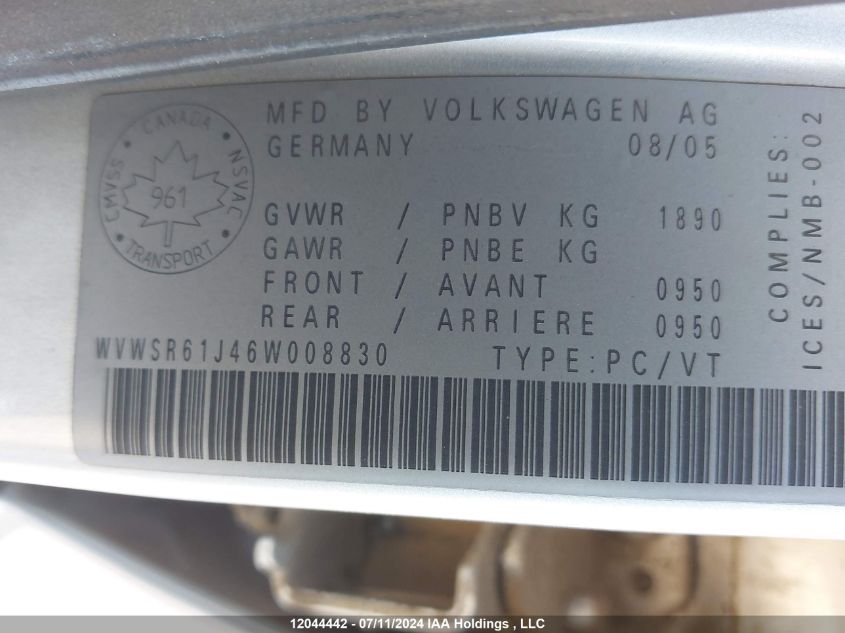 MFD BY VOLKSWAGEN AG
GERMANY 08/05
CANADA
CMVSS
NSVAC
961
TRANSPORT
GVWR / PNBV KG 1890
GAWR / PNBE KG
FRONT / AVANT 0950
REAR / ARRIERE 0950
WVWSR61J46W008830 TYPE:PC/VT
COMPLIES:
ICES/NMB-002
12044442 - 07/11/2024 IAA Holdings , LLC